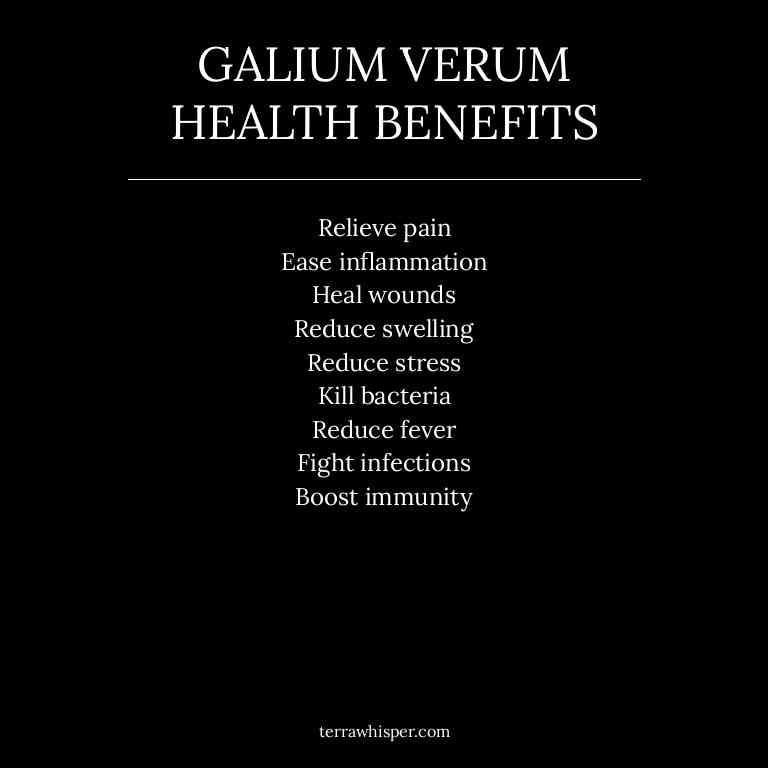 GALIUM VERUM
HEALTH BENEFITS
Relieve pain
Ease inflammation
Heal wounds
Reduce swelling
Reduce stress
Kill bacteria
Reduce fever
Fight infections
Boost immunity
terrawhisper.com